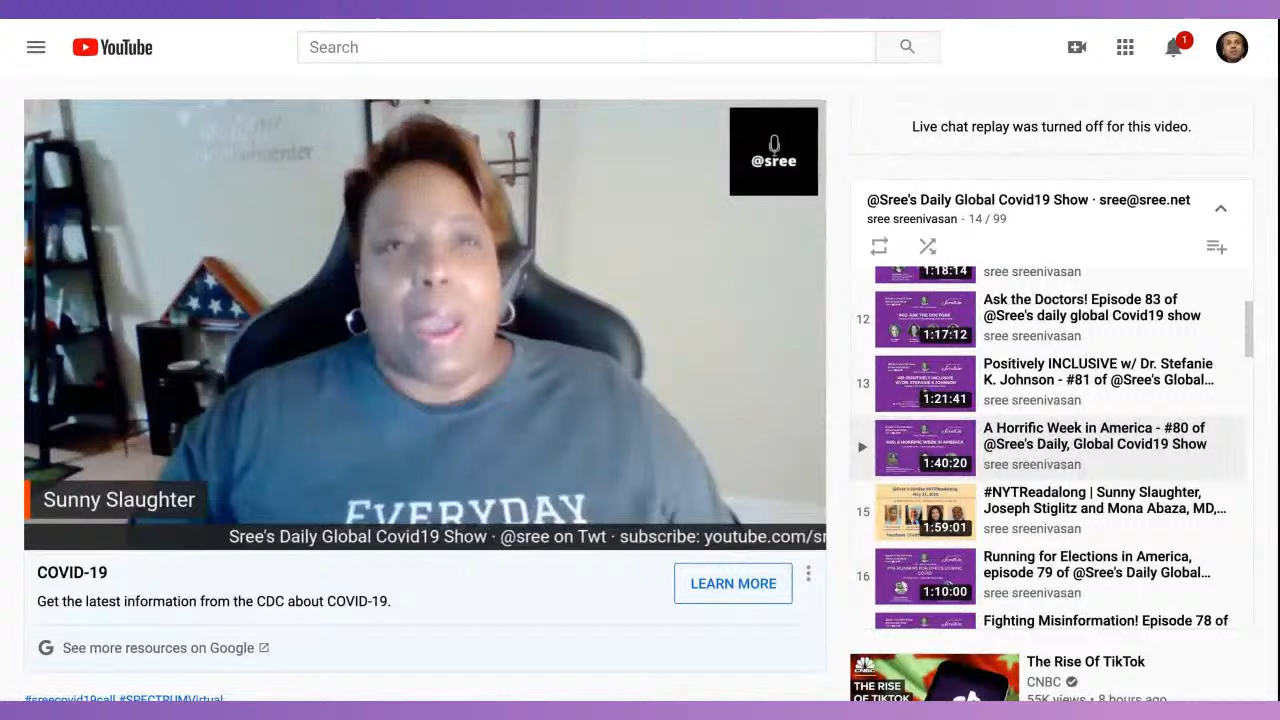 YouTube
Search
1
@sree
Sunny Slaughter
EVERYDAY
Sree's Daily Global Covid19 Show · @sree on Twt · subscribe: youtube.com/sr
COVID-19
Get the latest information from the CDC about COVID-19.
LEARN MORE
See more resources on Google
#sreecovid19call #SPECTRUMVirtual
Live chat replay was turned off for this video.
@Sree's Daily Global Covid19 Show · sree@sree.net
sree sreenivasan - 14 / 99
1:18:14
sree sreenivasan
12
1:17:12
Ask the Doctors! Episode 83 of
@Sree's daily global Covid19 show
sree sreenivasan
13
1:21:41
Positively INCLUSIVE w/ Dr. Stefanie
K. Johnson - #81 of @Sree's Global...
sree sreenivasan
1:40:20
A Horrific Week in America - #80 of
@Sree's Daily, Global Covid19 Show
sree sreenivasan
15
1:59:01
#NYTReadalong | Sunny Slaughter,
Joseph Stiglitz and Mona Abaza, MD,...
sree sreenivasan
16
1:10:00
Running for Elections in America,
episode 79 of @Sree's Daily Global...
sree sreenivasan
Fighting Misinformation! Episode 78 of
CNBC
THE RISE
OF TIKTOK
The Rise Of TikTok
CNBC
55K views • 8 hours ago